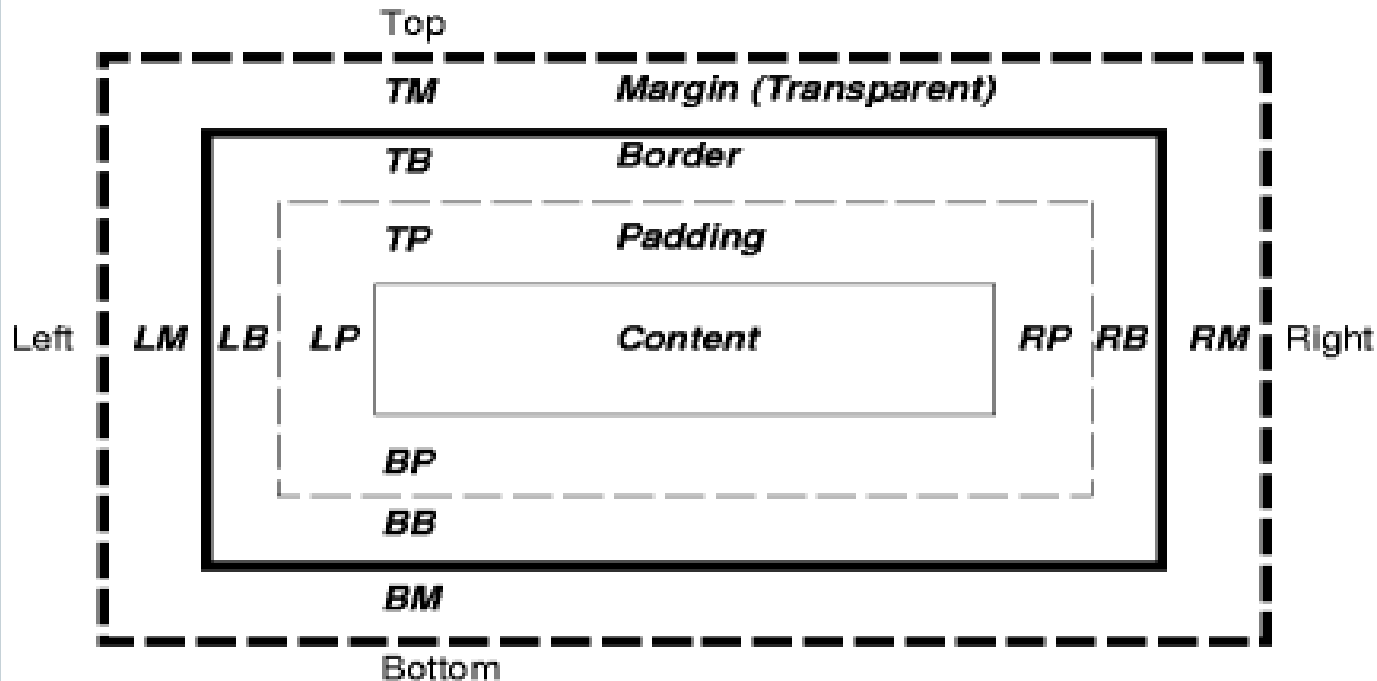 Top
TM Margin (Transparent)
TB Border
TP Padding
Left LM LB LP Content RP RB RM Right
BP
BB
BM
Bottom